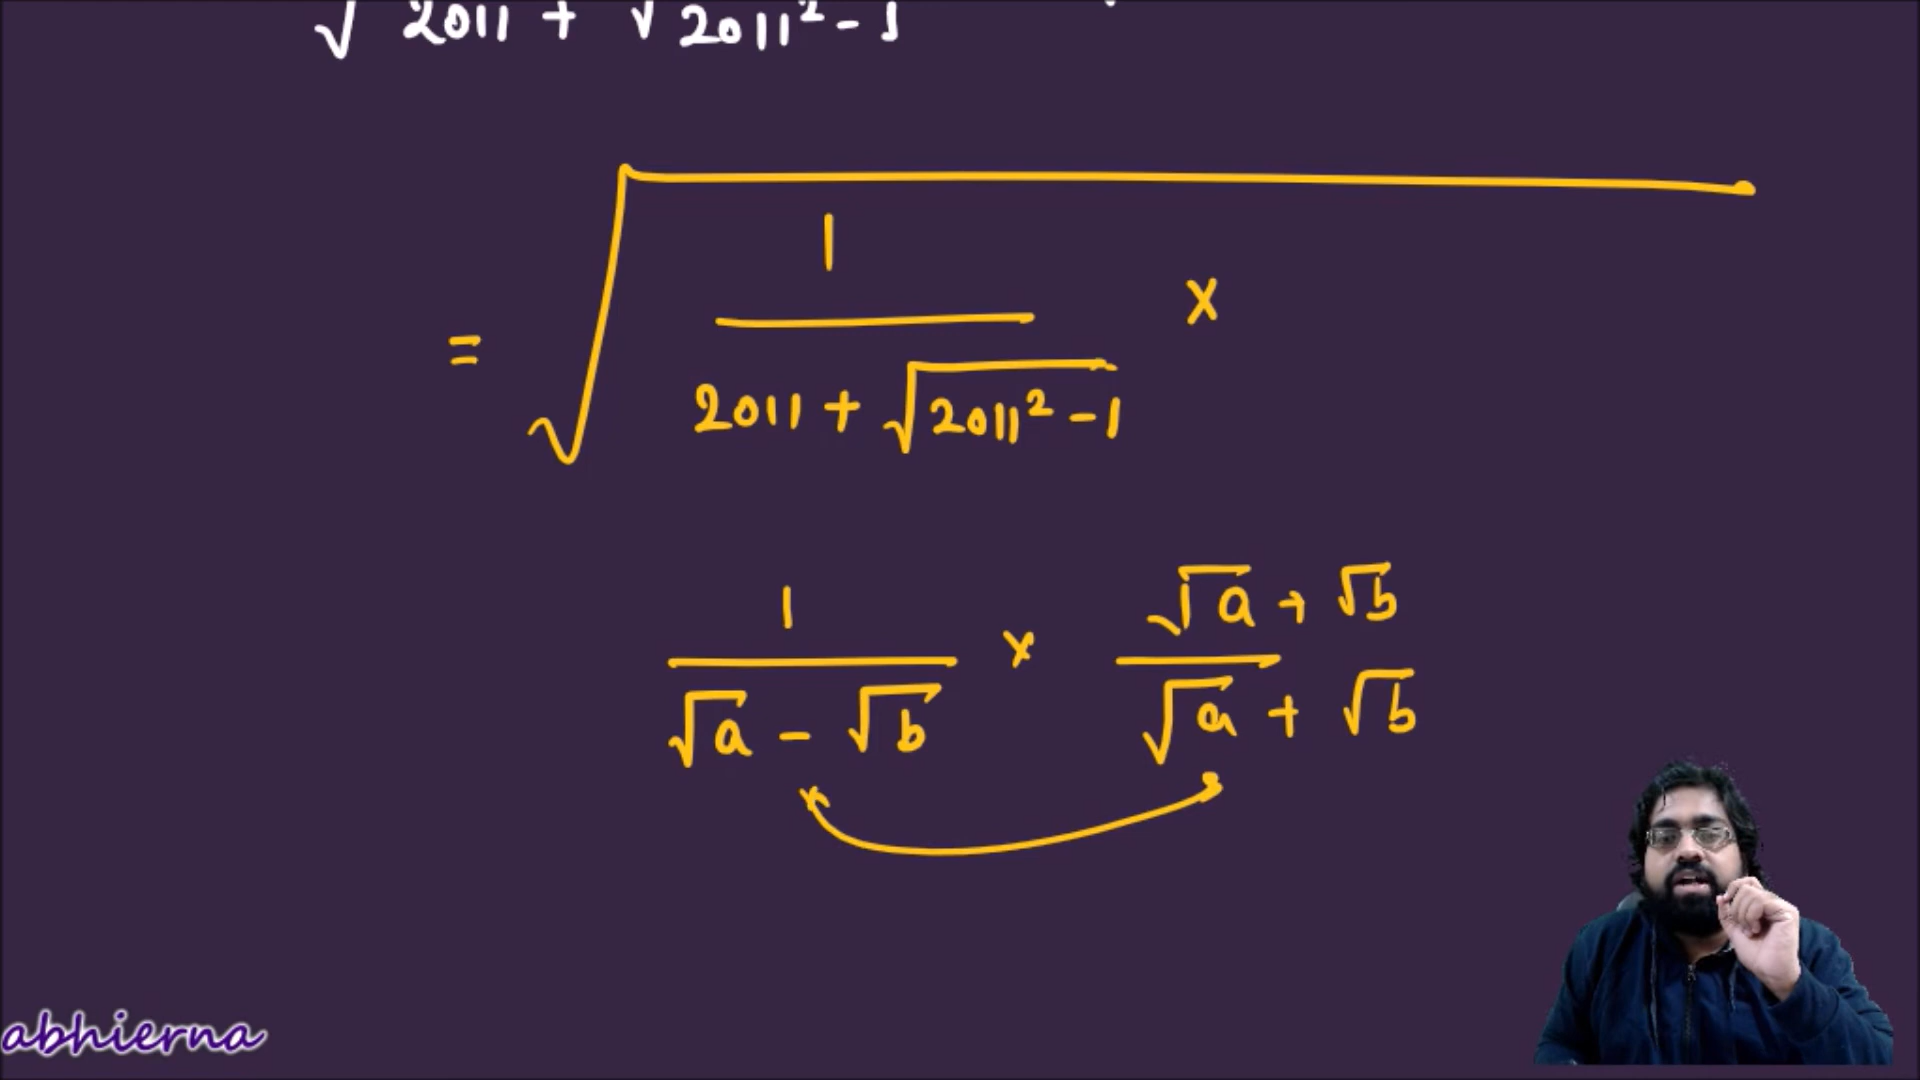 √ 2011 + √ 2011² - 1
= √ 1 / (2011 + √(2011² - 1)) ×
1 / (√a - √b) × (√a + √b) / (√a + √b)
abhierna